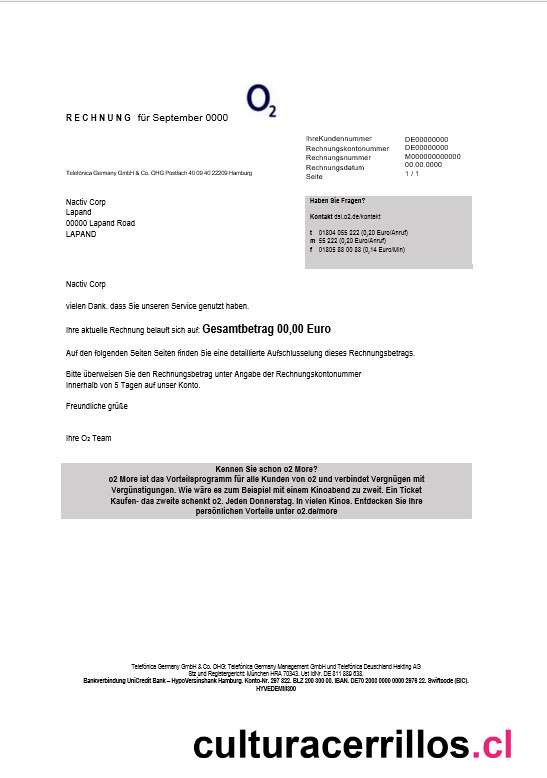 O2
RECHNUNG für September 0000
IhreKundennummer DE00000000
Rechnungskontonummer DE00000000
Rechnungsnummer M000000000000
Rechnungsdatum 00.00.0000
Seite 1 / 1
Telefónica Germany GmbH & Co. OHG Postfach 40 09 40 22209 Hamburg
Nactiv Corp
Lapand
00000 Lapand Road
LAPAND
Haben Sie Fragen?
Kontakt dsl.o2.de/kontakt
t 01804 055 222 (0,20 Euro/Anruf)
m 55 222 (0,20 Euro/Anruf)
f 01805 88 00 88 (0,14 Euro/Min)
Nactiv Corp
vielen Dank. dass Sie unseren Service genutzt haben.
Ihre aktuelle Rechnung belauft sich auf: Gesamtbetrag 00,00 Euro
Auf den folgenden Seiten Seiten finden Sie eine detaillierte Aufschlusselung dieses Rechnungsbetrags.
Bitte überweisen Sie den Rechnungsbetrag unter Angabe der Rechnungskontonummer
Innerhalb von 5 Tagen auf unser Konto.
Freundliche grüße
Ihre O2 Team
Kennen Sie schon o2 More?
o2 More ist das Vorteilsprogramm für alle Kunden von o2 und verbindet Vergnügen mit
Vergünstigungen. Wie wäre es zum Beispiel mit einem Kinoabend zu zweit. Ein Ticket
Kaufen- das zweite schenkt o2. Jeden Donnerstag. In vielen Kinos. Entdecken Sie Ihre
persönlichen Vorteile unter o2.de/more
Telefónica Germany GmbH & Co. OHG: Telefónica Germany Management GmbH und Telefónica Deuschland Holding AG
Stz und Registergericht: München HRA 70343. Ust IdNr. DE 811 889 638.
Bankverbindung UniCredit Bank – HypoVersinshank Hamburg. Konto-Nr. 297 622. BLZ 200 300 00. IBAN. DE70 2003 0000 0000 2976 22. Swiftcode (BIC).
HYVEDEMM300
culturacerrillos.cl